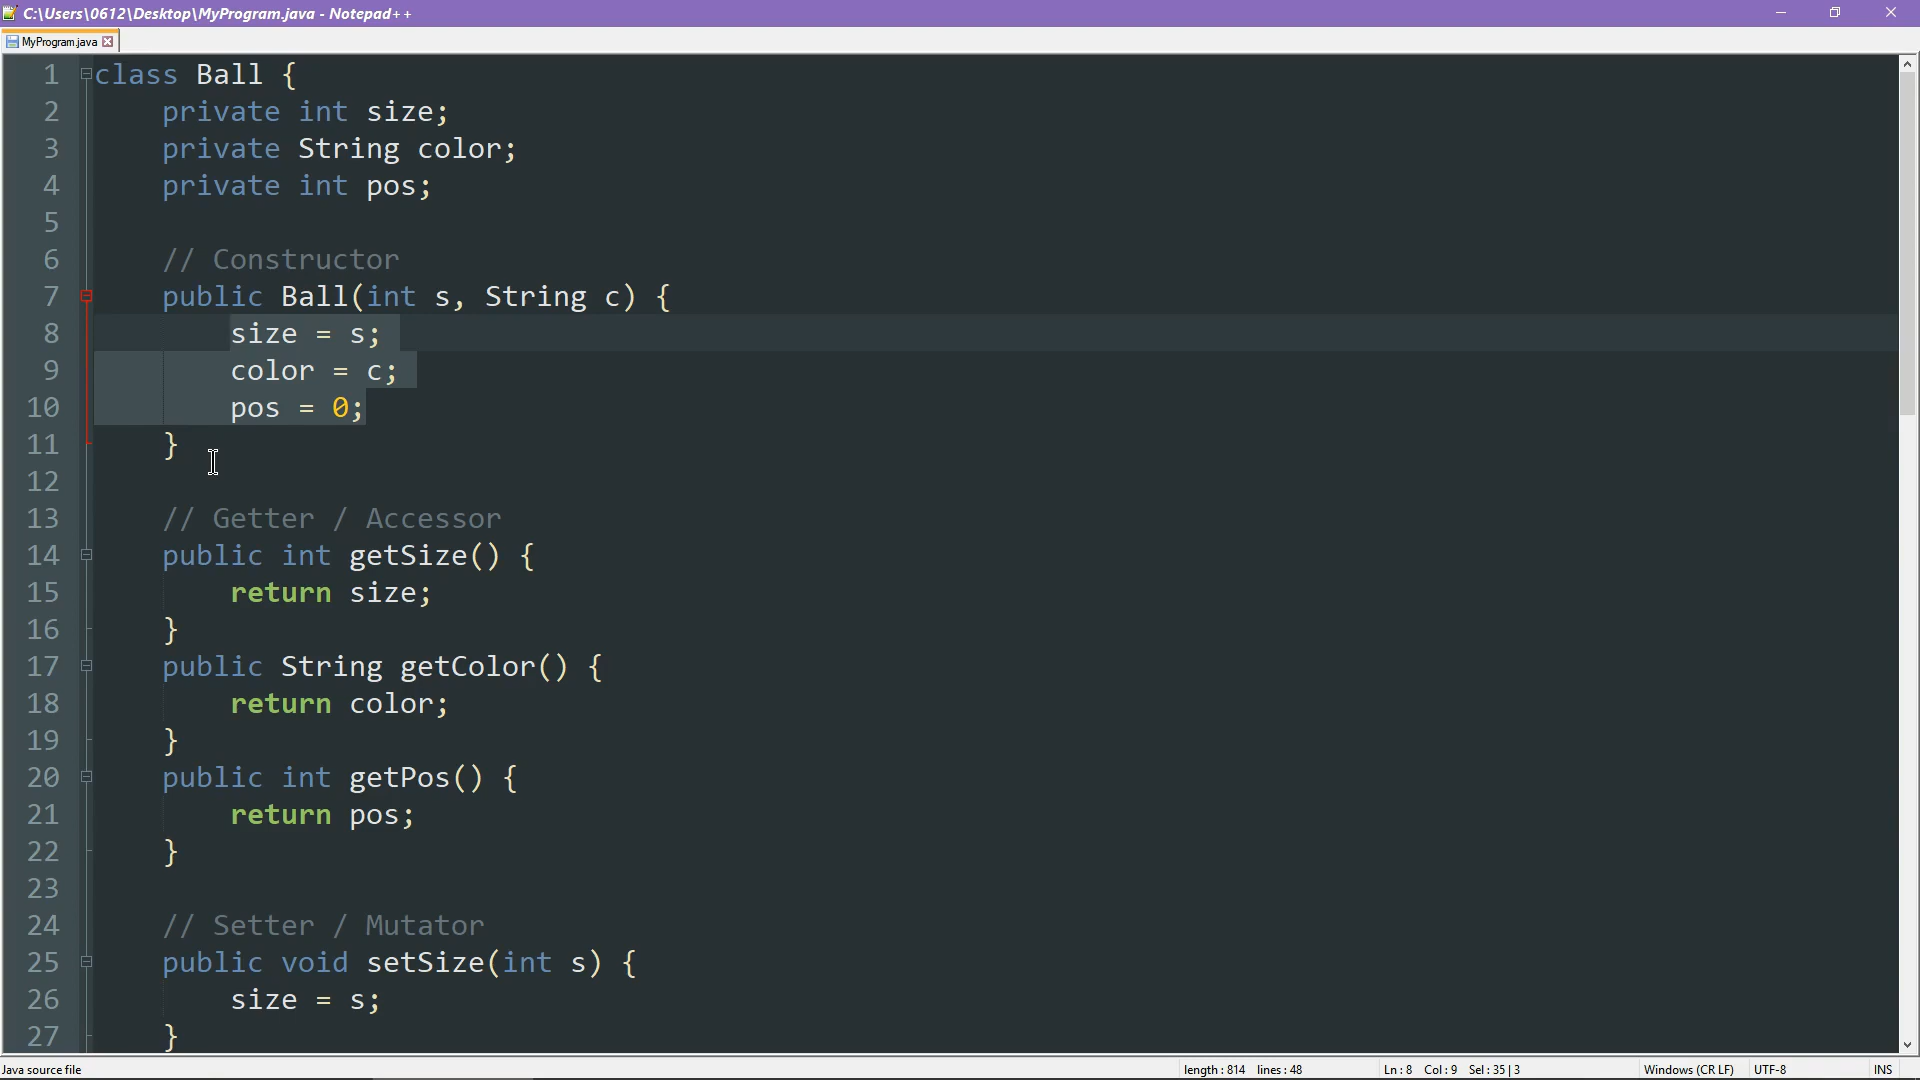 C:\Users\0612\Desktop\MyProgram.java - Notepad++
MyProgram.java
1 class Ball {
2     private int size;
3     private String color;
4     private int pos;
5
6     // Constructor
7     public Ball(int s, String c) {
8         size = s;
9         color = c;
10         pos = 0;
11     }
12
13     // Getter / Accessor
14     public int getSize() {
15         return size;
16     }
17     public String getColor() {
18         return color;
19     }
20     public int getPos() {
21         return pos;
22     }
23
24     // Setter / Mutator
25     public void setSize(int s) {
26         size = s;
27     }
Java source file length : 814 lines : 48 Ln : 8 Col : 9 Sel : 35 | 3 Windows (CR LF) UTF-8 INS